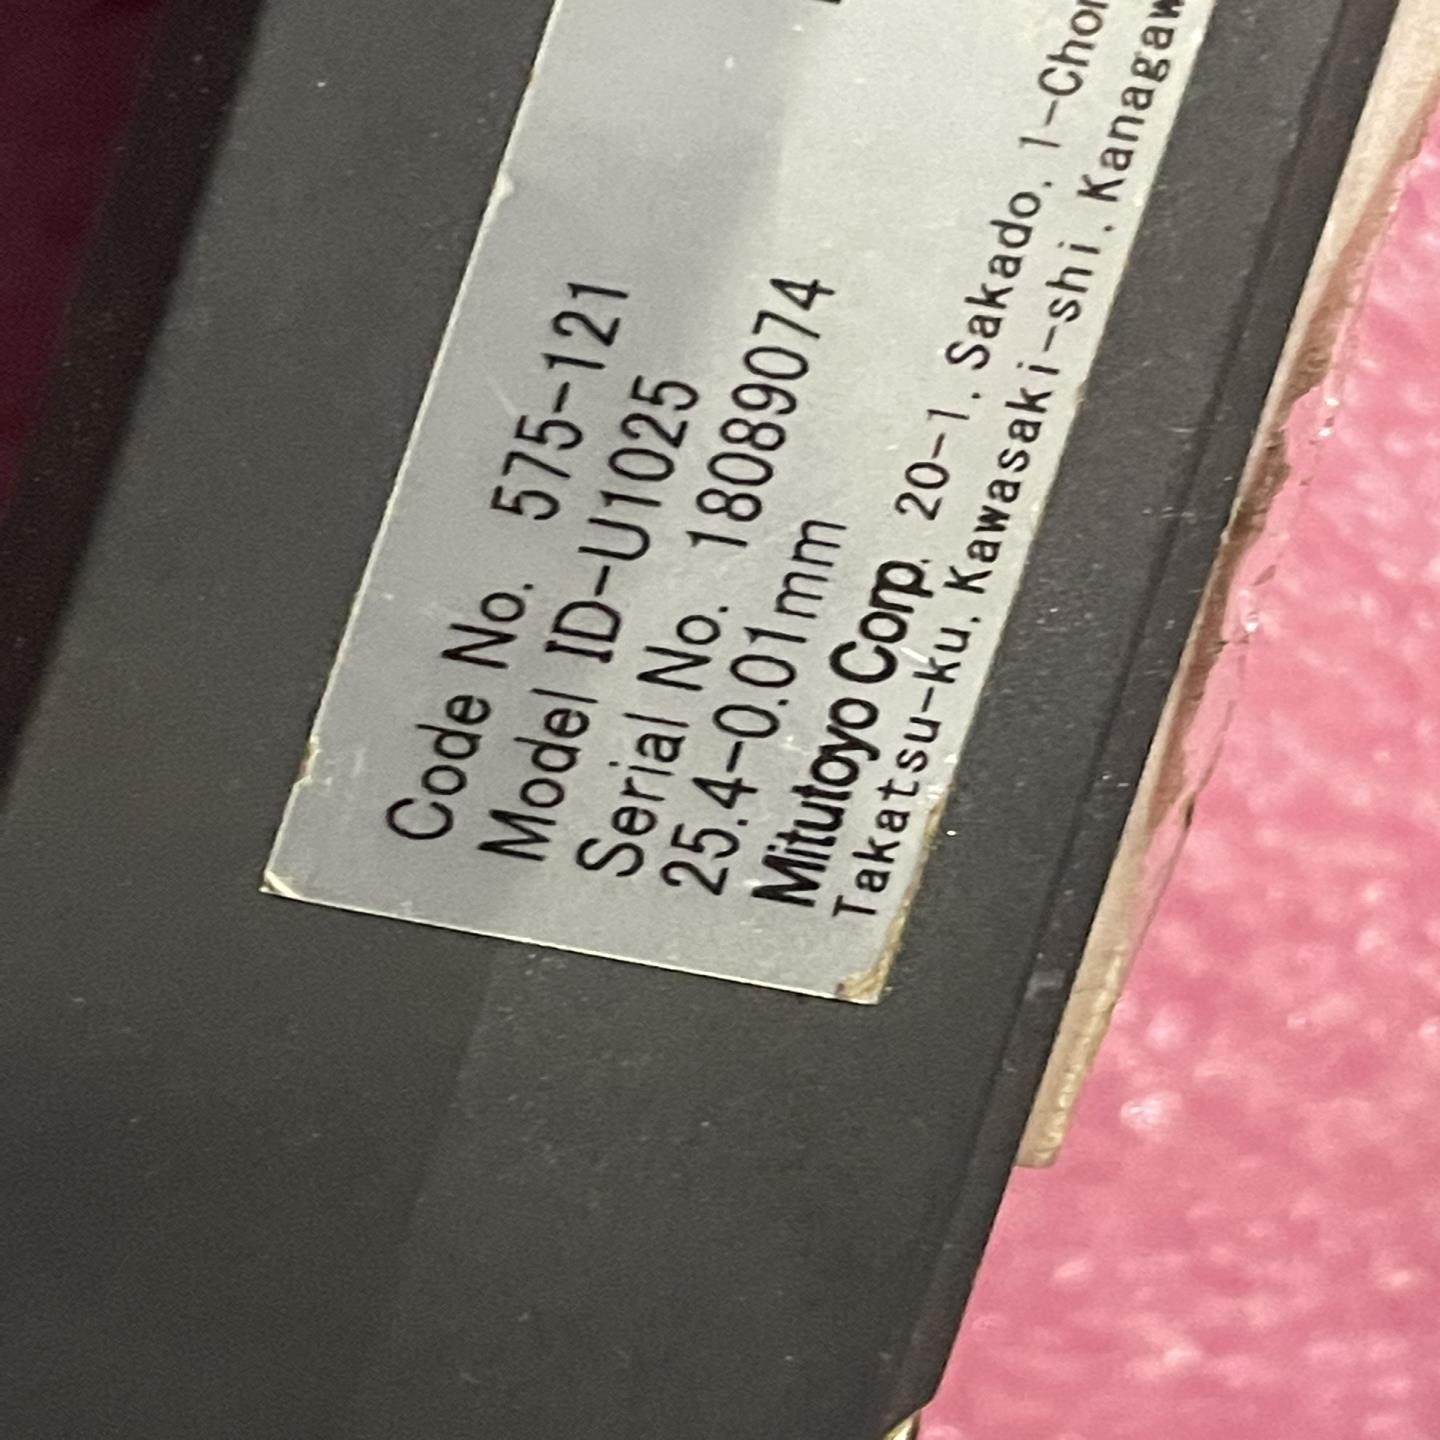 Code No. 575-121
Model ID-U1025
Serial No. 18089074
25.4-0.01mm
Mitutoyo Corp. 20-1, Sakado, 1-Cho
Takatsu-ku, Kawasaki-shi, Kanagaw